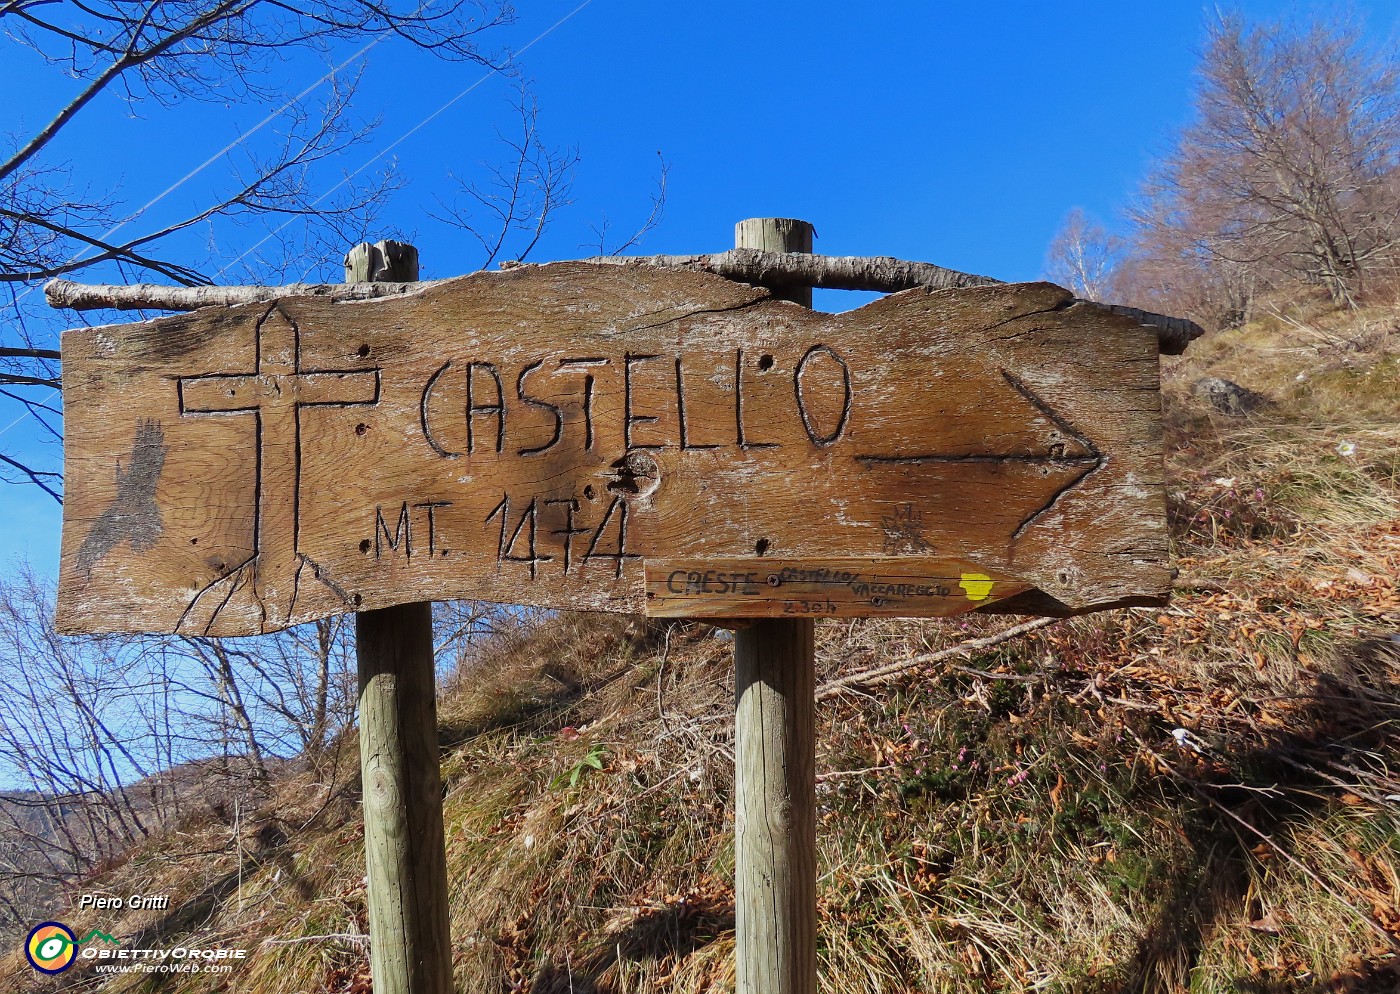 CASTELLO
MT. 1474
CRESTE CASTELLO/
VACCAREGGIO
2.30h
Piero Gritti
OBIETTIVOROBIE
www.PieroWeb.com